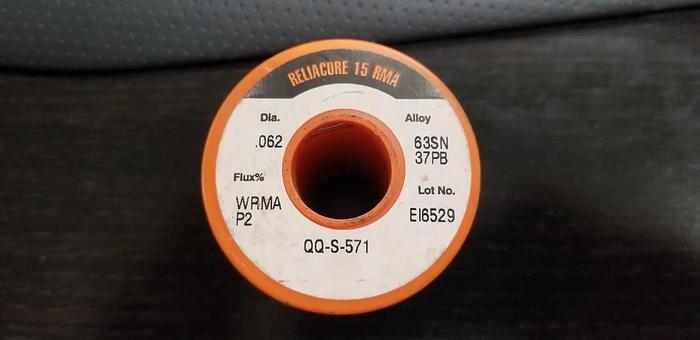 RELIACORE 15 RMA
Dia.
.062
Alloy
63SN
37PB
Flux%
WRMA
P2
Lot No.
EI6529
QQ-S-571